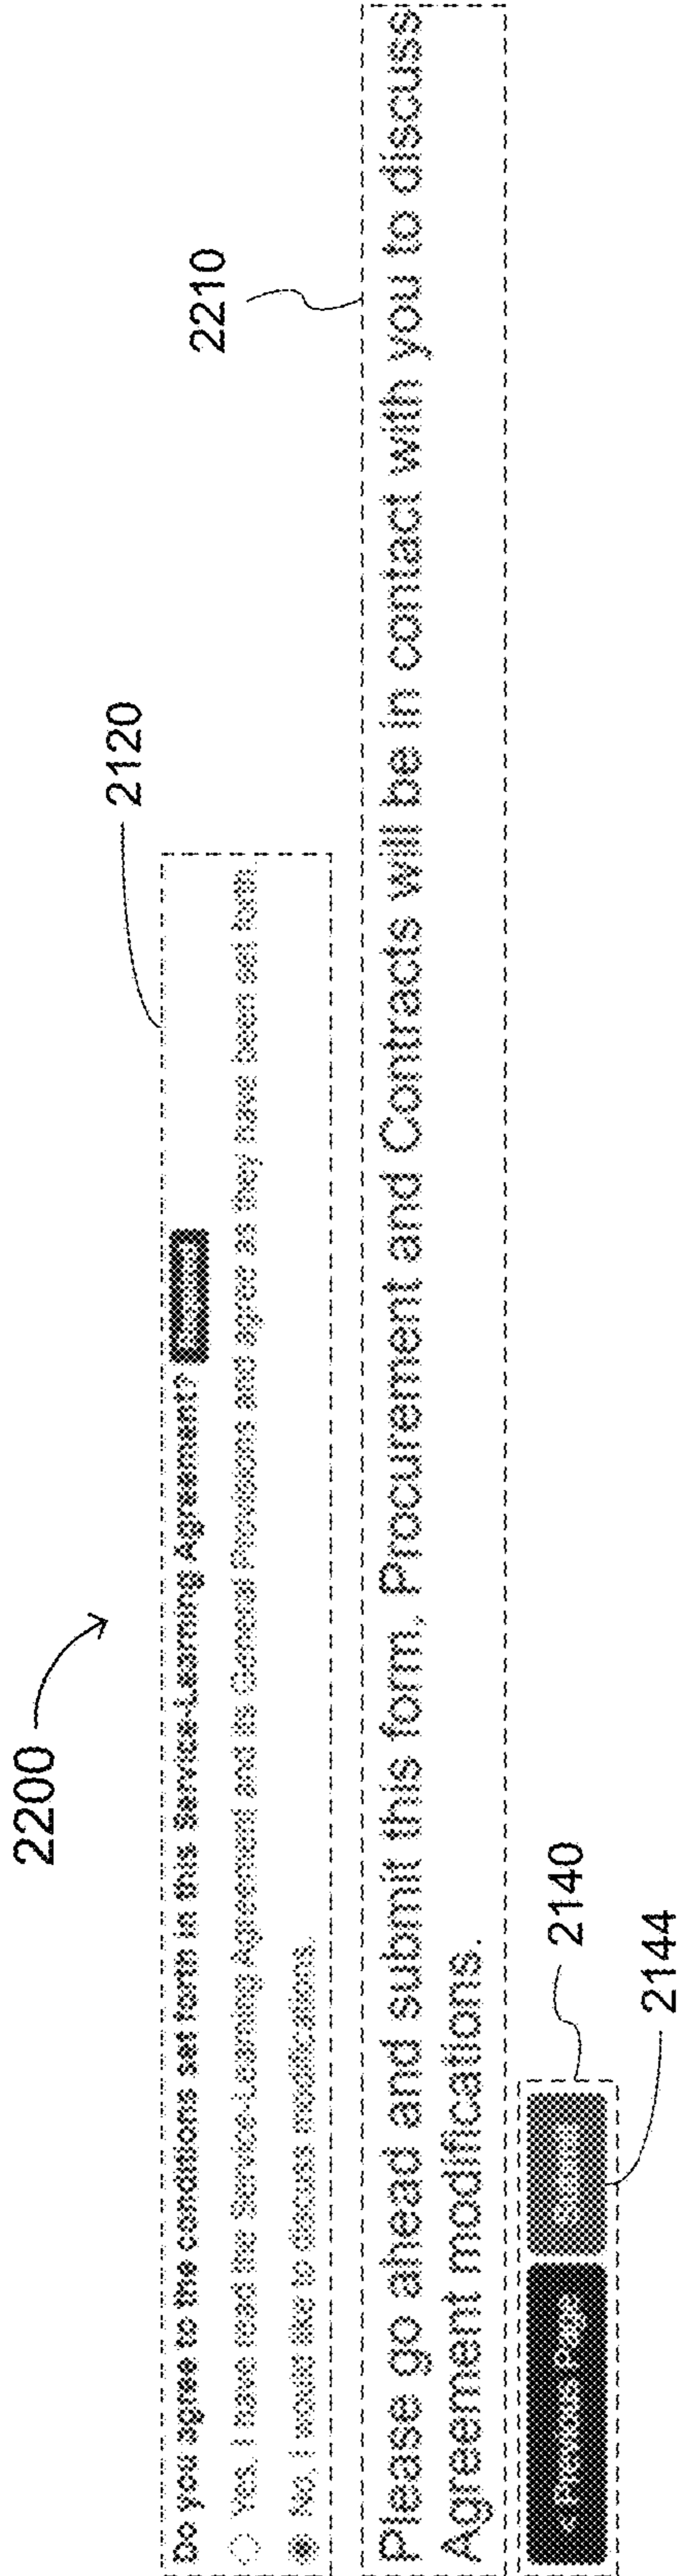 2200
2120
Do you agree to the conditions set forth in this Service-Learning Agreement?
Yes, I have read the Service-Learning Agreement and its General Provisions and agree as they have been set forth.
No, I would like to discuss modifications.
2210
Please go ahead and submit this form, Procurement and Contracts will be in contact with you to discuss
Agreement modifications.
< Previous page
2140
2144